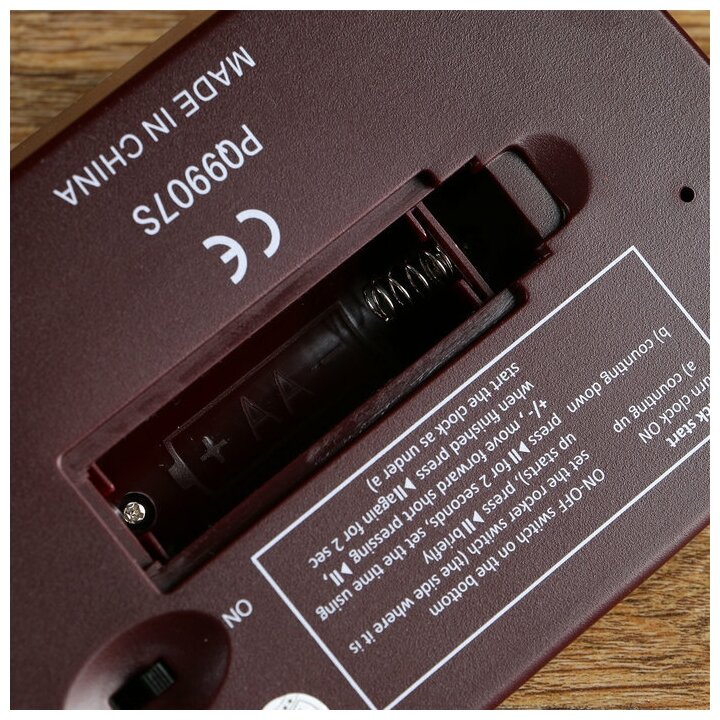 ck start
urn clock ON ON-OFF switch on the bottom
a) counting up set the rocker switch (the side where it is
up starts), press ▶II briefly
b) counting down press ▶II for 2 seconds, set the time using
+/-, move forward short pressing ▶II,
when finished press ▶IIagain for 2 sec
start the clock as under a)
ON
+ AA -
CE
PQ9907S
MADE IN CHINA